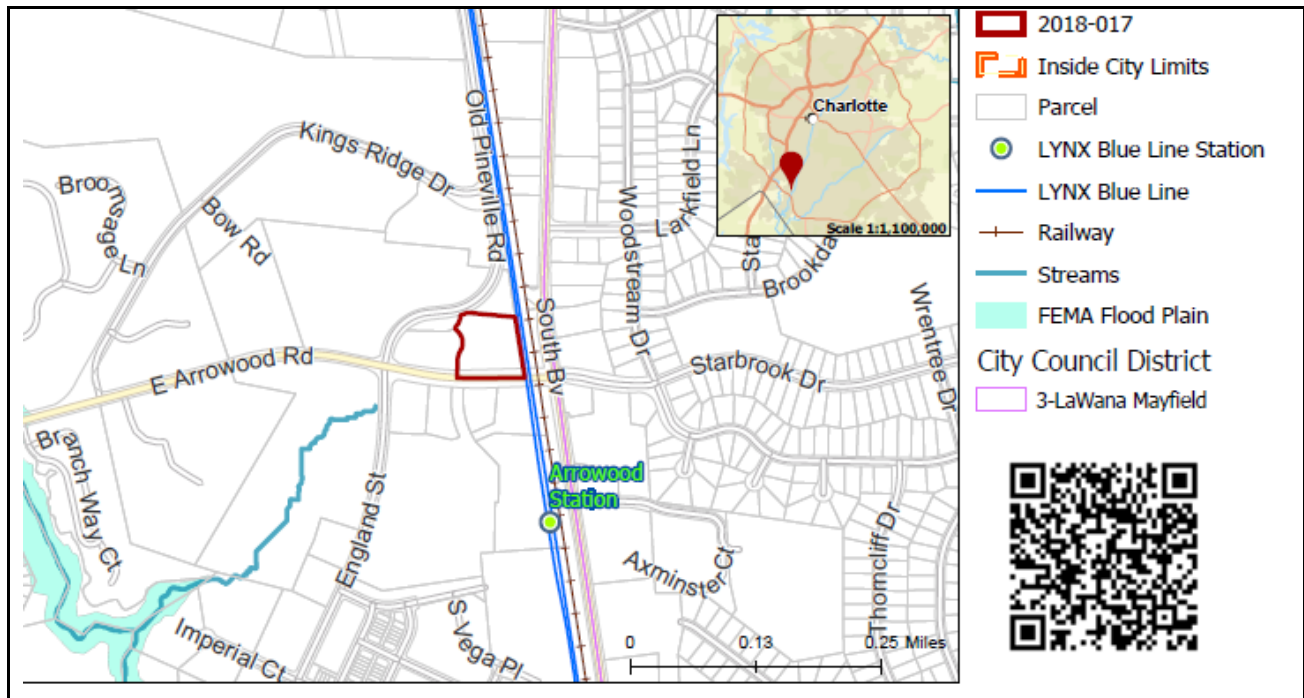 2018-017
Inside City Limits
Parcel
LYNX Blue Line Station
LYNX Blue Line
Railway
Streams
FEMA Flood Plain
City Council District
3-LaWana Mayfield
Charlotte
Scale 1:1,100,000
Old Pineville Rd
Kings Ridge Dr
Broomsage Ln
Bow Rd
Woodstream Dr
Larkfield Ln
Sta
Brookda
Wrentree Dr
South Bv
E Arrowood Rd
Starbrook Dr
Branch Way Ct
England St
Arrowood
Station
Axminster Ct
Thorncliff Dr
Imperial Ct
S Vega Pl
0 0.13 0.25 Miles